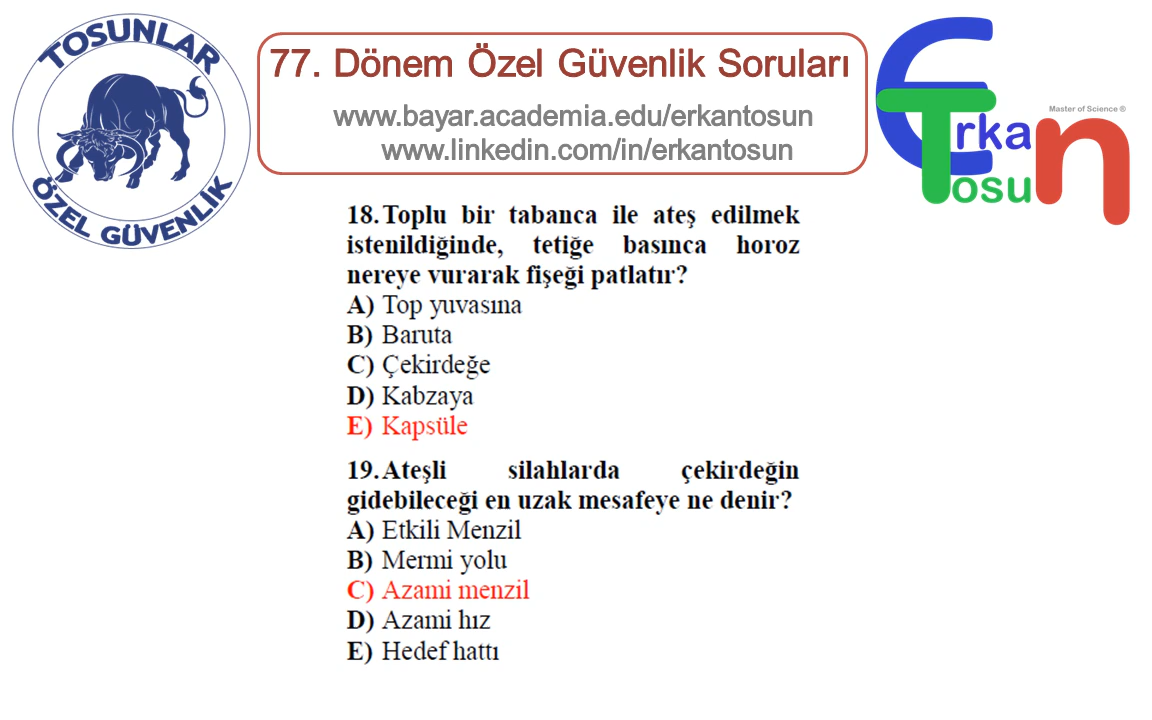 TOSUNLAR
ÖZEL GÜVENLİK
77. Dönem Özel Güvenlik Soruları
www.bayar.academia.edu/erkantosun
www.linkedin.com/in/erkantosun
Master of Science ®
Erkan
Tosun
18.Toplu bir tabanca ile ateş edilmek
istenildiğinde, tetiğe basınca horoz
nereye vurarak fişeği patlatır?
A) Top yuvasına
B) Baruta
C) Çekirdeğe
D) Kabzaya
E) Kapsüle
19.Ateşli silahlarda çekirdeğin
gidebileceği en uzak mesafeye ne denir?
A) Etkili Menzil
B) Mermi yolu
C) Azami menzil
D) Azami hız
E) Hedef hattı